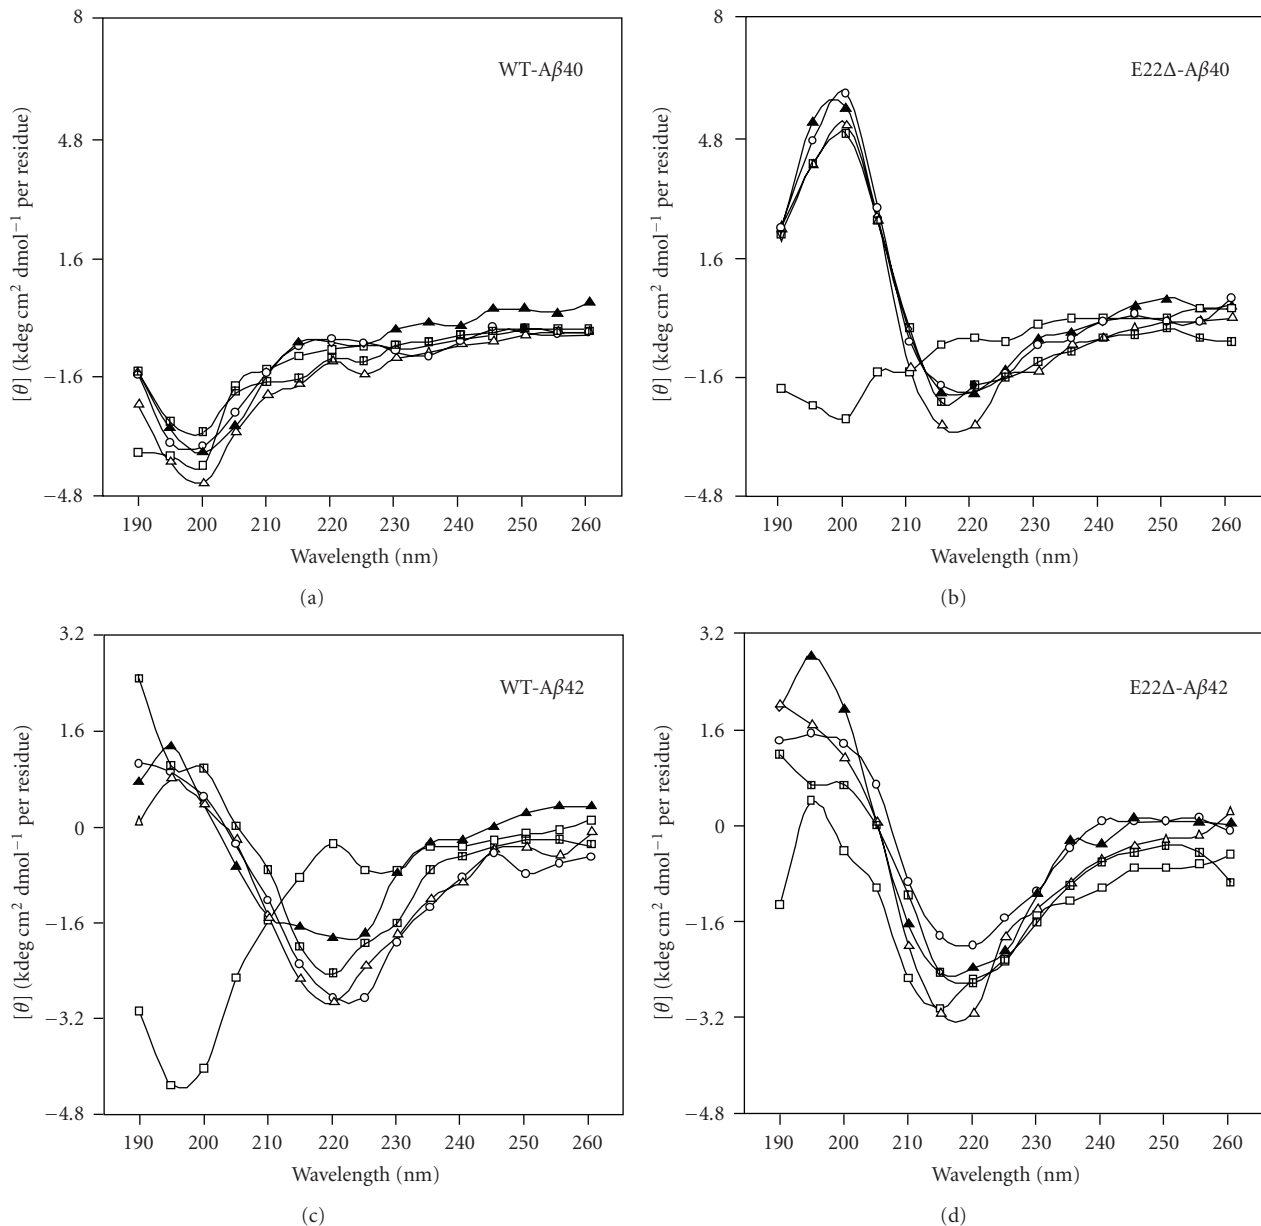 8
4.8
1.6
−1.6
−4.8
[θ] (kdeg cm² dmol⁻¹ per residue)
WT-Aβ40
190 200 210 220 230 240 250 260
Wavelength (nm)
(a)
8
4.8
1.6
−1.6
−4.8
[θ] (kdeg cm² dmol⁻¹ per residue)
E22Δ-Aβ40
190 200 210 220 230 240 250 260
Wavelength (nm)
(b)
3.2
1.6
0
−1.6
−3.2
−4.8
[θ] (kdeg cm² dmol⁻¹ per residue)
WT-Aβ42
190 200 210 220 230 240 250 260
Wavelength (nm)
(c)
3.2
1.6
0
−1.6
−3.2
−4.8
[θ] (kdeg cm² dmol⁻¹ per residue)
E22Δ-Aβ42
190 200 210 220 230 240 250 260
Wavelength (nm)
(d)